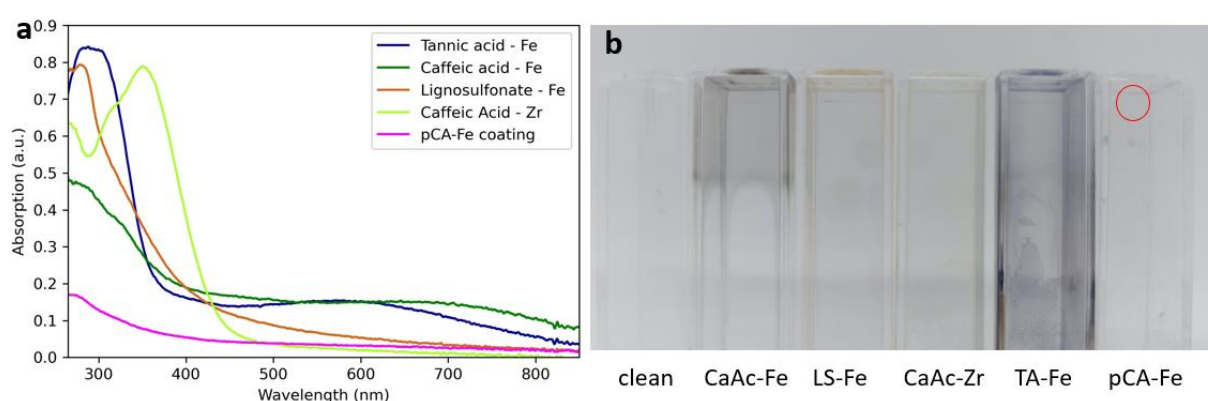 a
0.9
0.8
0.7
0.6
0.5
0.4
0.3
0.2
0.1
0.0
Absorption (a.u.)
300 400 500 600 700 800
Wavelength (nm)
Tannic acid - Fe
Caffeic acid - Fe
Lignosulfonate - Fe
Caffeic Acid - Zr
pCA-Fe coating
b
clean CaAc-Fe LS-Fe CaAc-Zr TA-Fe pCA-Fe